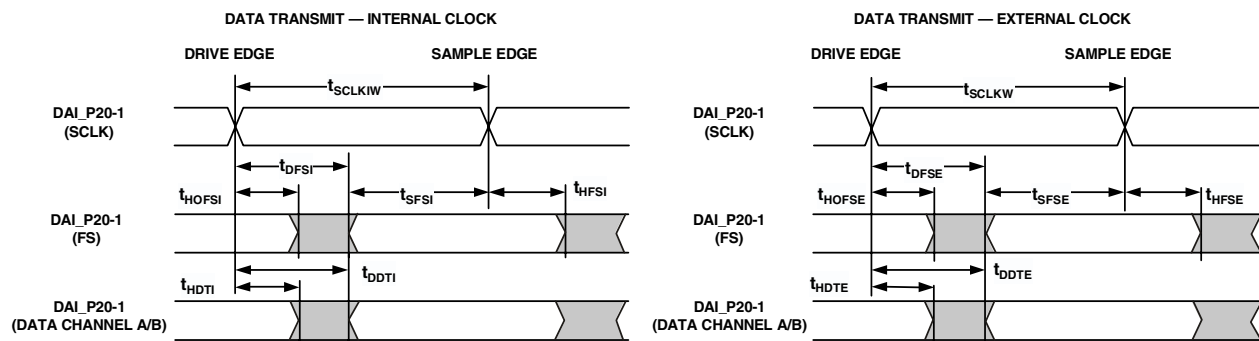 DATA TRANSMIT — INTERNAL CLOCK
DRIVE EDGE
SAMPLE EDGE
tSCLKIW
DAI_P20-1
(SCLK)
tDFSI
tHOFSI
tSFSI
tHFSI
DAI_P20-1
(FS)
tDDTI
tHDTI
DAI_P20-1
(DATA CHANNEL A/B)
DATA TRANSMIT — EXTERNAL CLOCK
DRIVE EDGE
SAMPLE EDGE
tSCLKW
DAI_P20-1
(SCLK)
tDFSE
tHOFSE
tSFSE
tHFSE
DAI_P20-1
(FS)
tDDTE
tHDTE
DAI_P20-1
(DATA CHANNEL A/B)